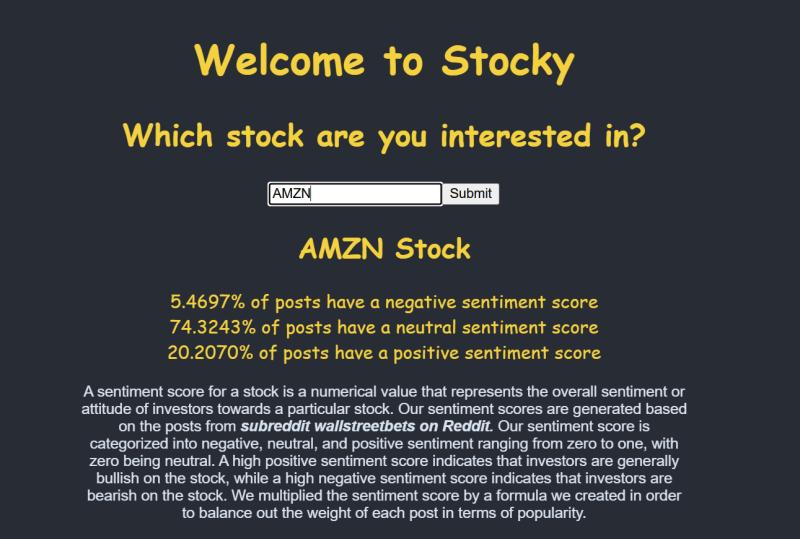 Welcome to Stocky
Which stock are you interested in?
AMZN
Submit
AMZN Stock
5.4697% of posts have a negative sentiment score
74.3243% of posts have a neutral sentiment score
20.2070% of posts have a positive sentiment score
A sentiment score for a stock is a numerical value that represents the overall sentiment or
attitude of investors towards a particular stock. Our sentiment scores are generated based
on the posts from subreddit wallstreetbets on Reddit. Our sentiment score is
categorized into negative, neutral, and positive sentiment ranging from zero to one, with
zero being neutral. A high positive sentiment score indicates that investors are generally
bullish on the stock, while a high negative sentiment score indicates that investors are
bearish on the stock. We multiplied the sentiment score by a formula we created in order
to balance out the weight of each post in terms of popularity.